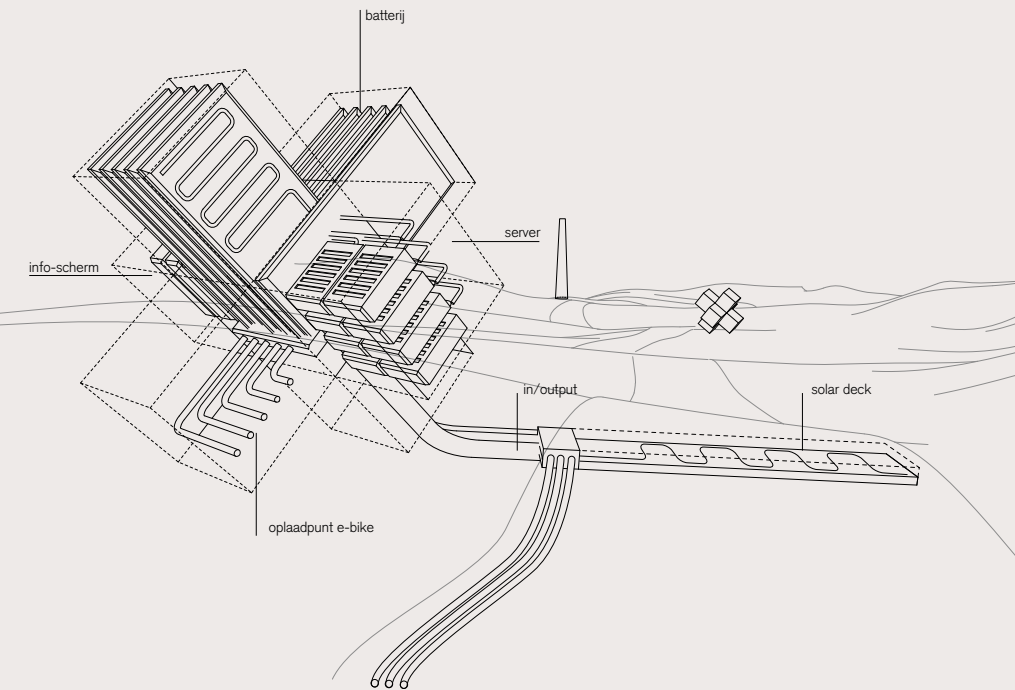 batterij
server
info-scherm
in/output
solar deck
oplaadpunt e-bike